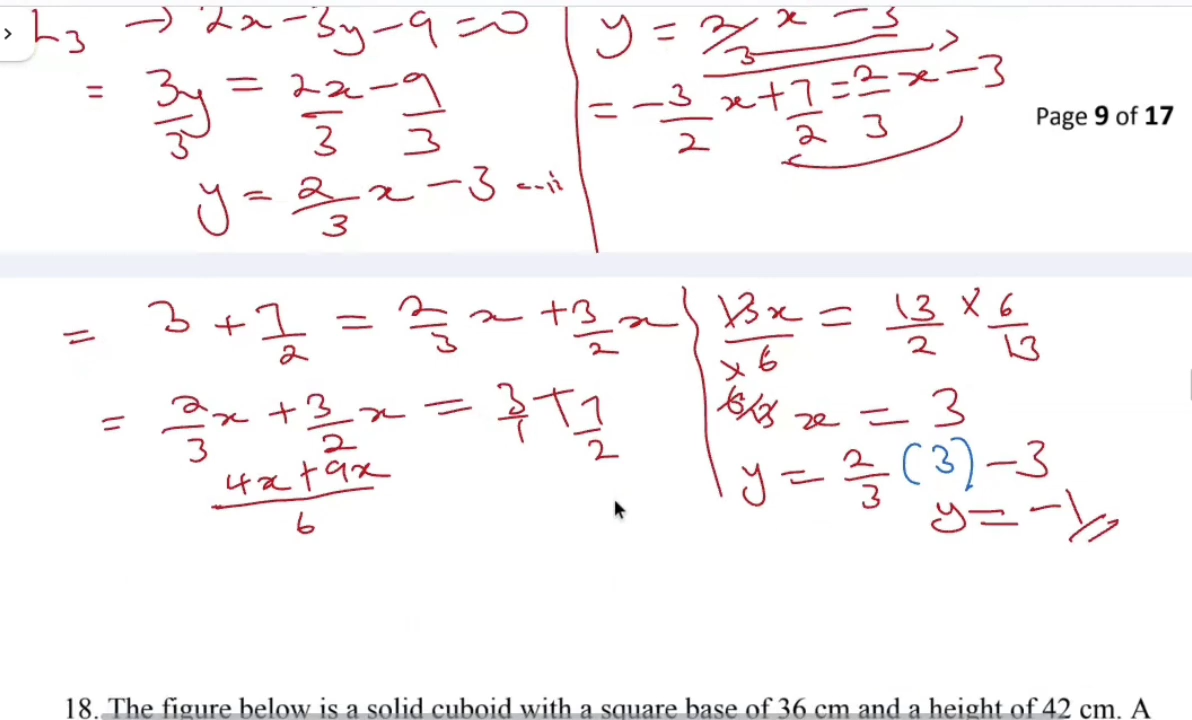 L3 → 2x - 3y - 9 = 0
= 3y/3 = 2x/3 - 9/3
y = 2/3 x - 3 ...ii
y = 2/3 x - 3
= -3/2 x + 7/2 = 2/3 x - 3
Page 9 of 17
= 3 + 7/2 = 2/3 x + 3/2 x
= 2/3 x + 3/2 x = 3/1 + 7/2
4x + 9x / 6
13x/6 = 13/2 × 6/13
× 6
x = 3
y = 2/3 (3) - 3
y = -1
18. The figure below is a solid cuboid with a square base of 36 cm and a height of 42 cm. A